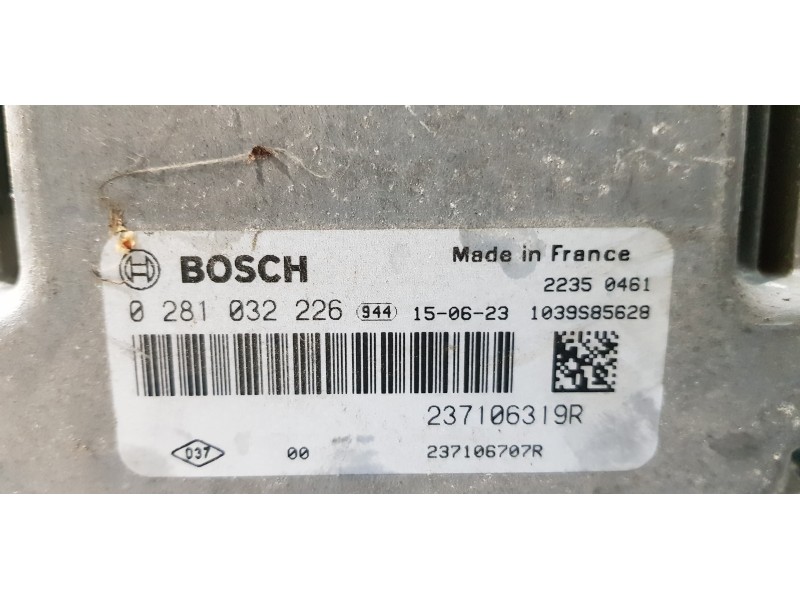 BOSCH
Made in France
2235 0461
0 281 032 226 944 15-06-23 1039S85628
237106319R
037 00 237106707R